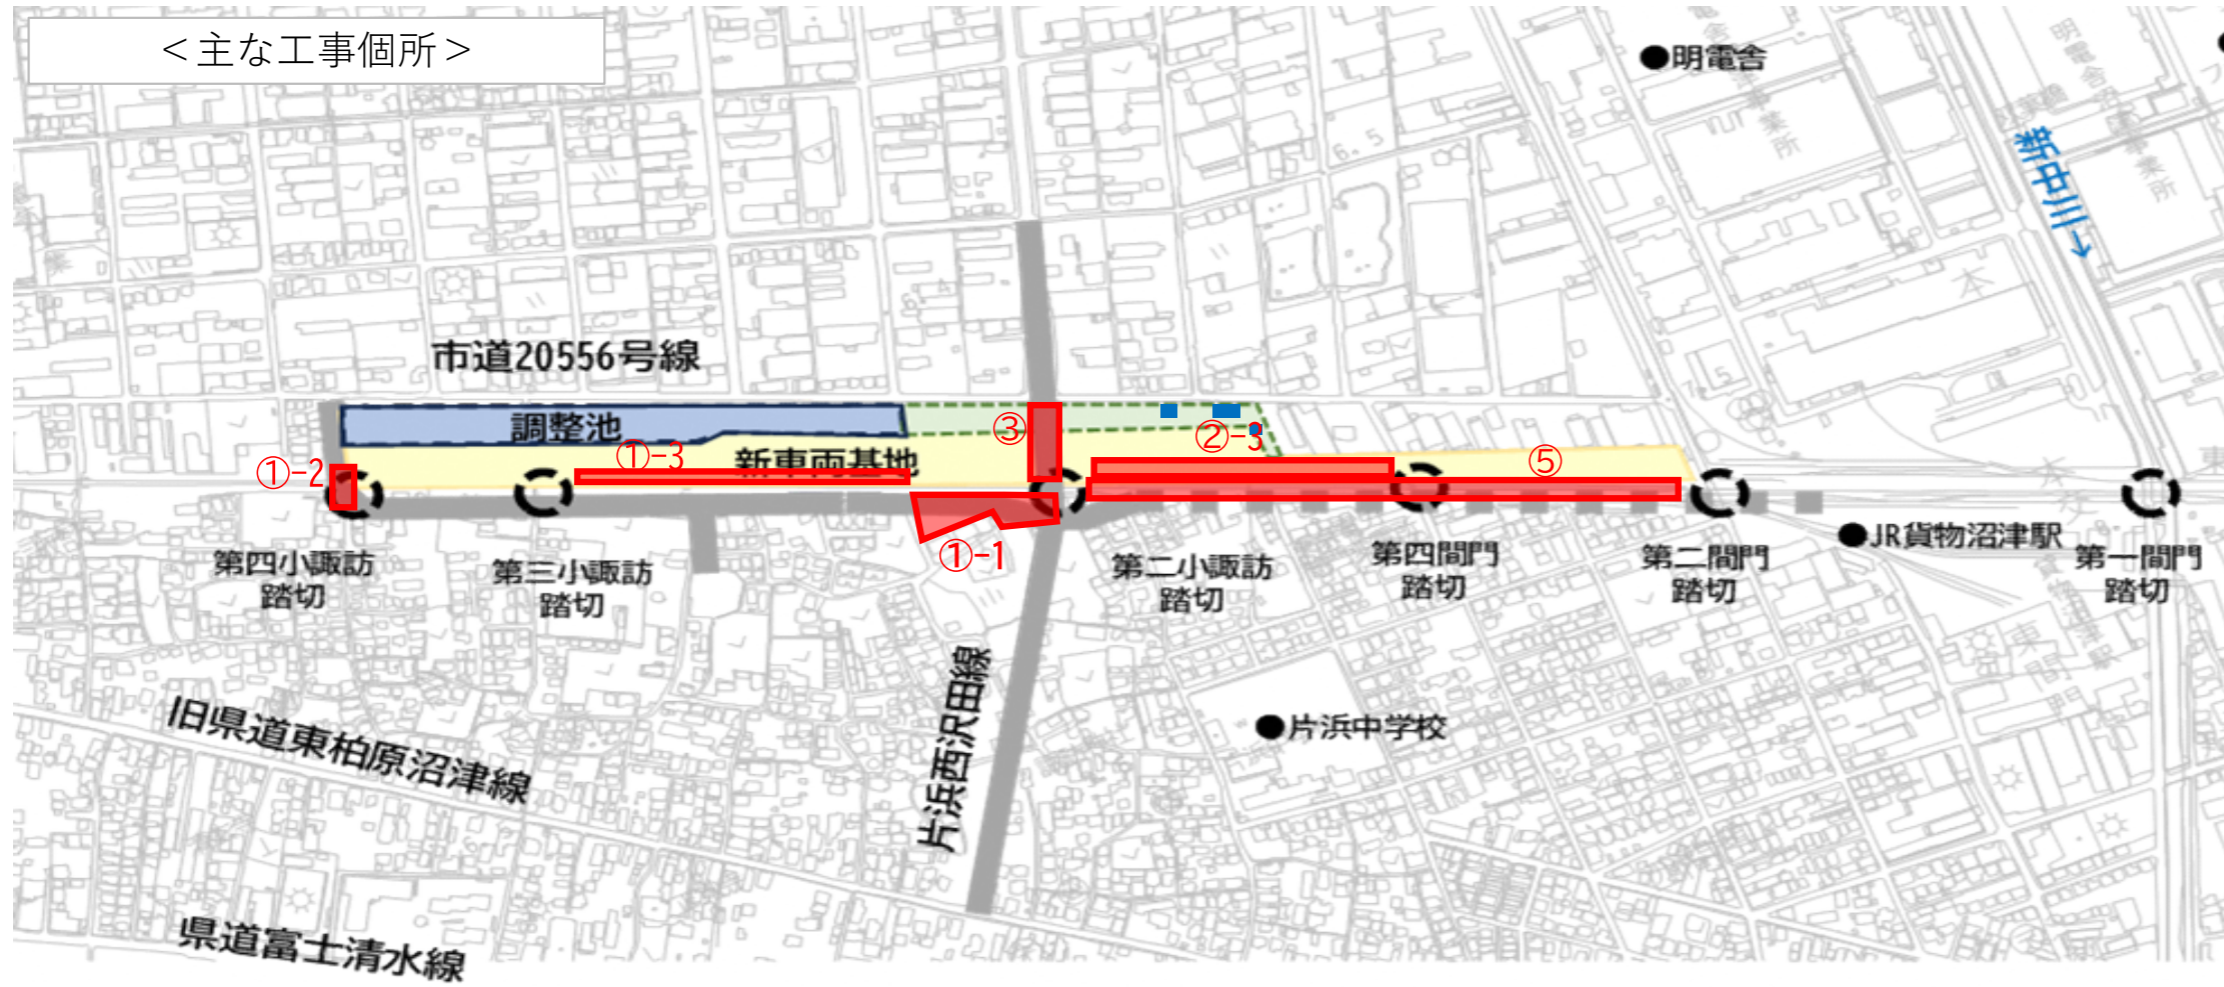 ＜主な工事個所＞
●明電舎
新中川→
市道20556号線
調整池
③
②-3
①-3
新車両基地
⑤
①-2
①-1
●JR貨物沼津駅
第四小諏訪
踏切
第三小諏訪
踏切
第二小諏訪
踏切
第四間門
踏切
第二間門
踏切
第一間門
踏切
片浜西沢田線
●片浜中学校
旧県道東柏原沼津線
県道富士清水線
6.5